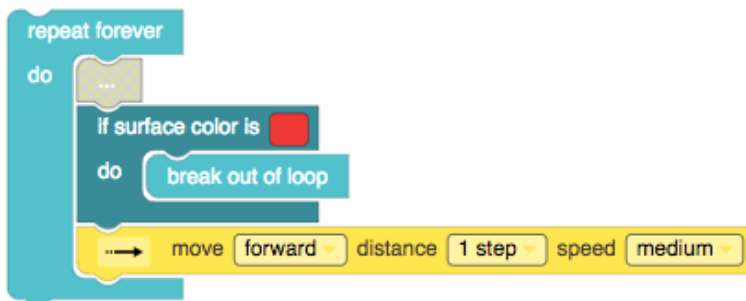 repeat forever
do
...
if surface color is
do break out of loop
move forward distance 1 step speed medium